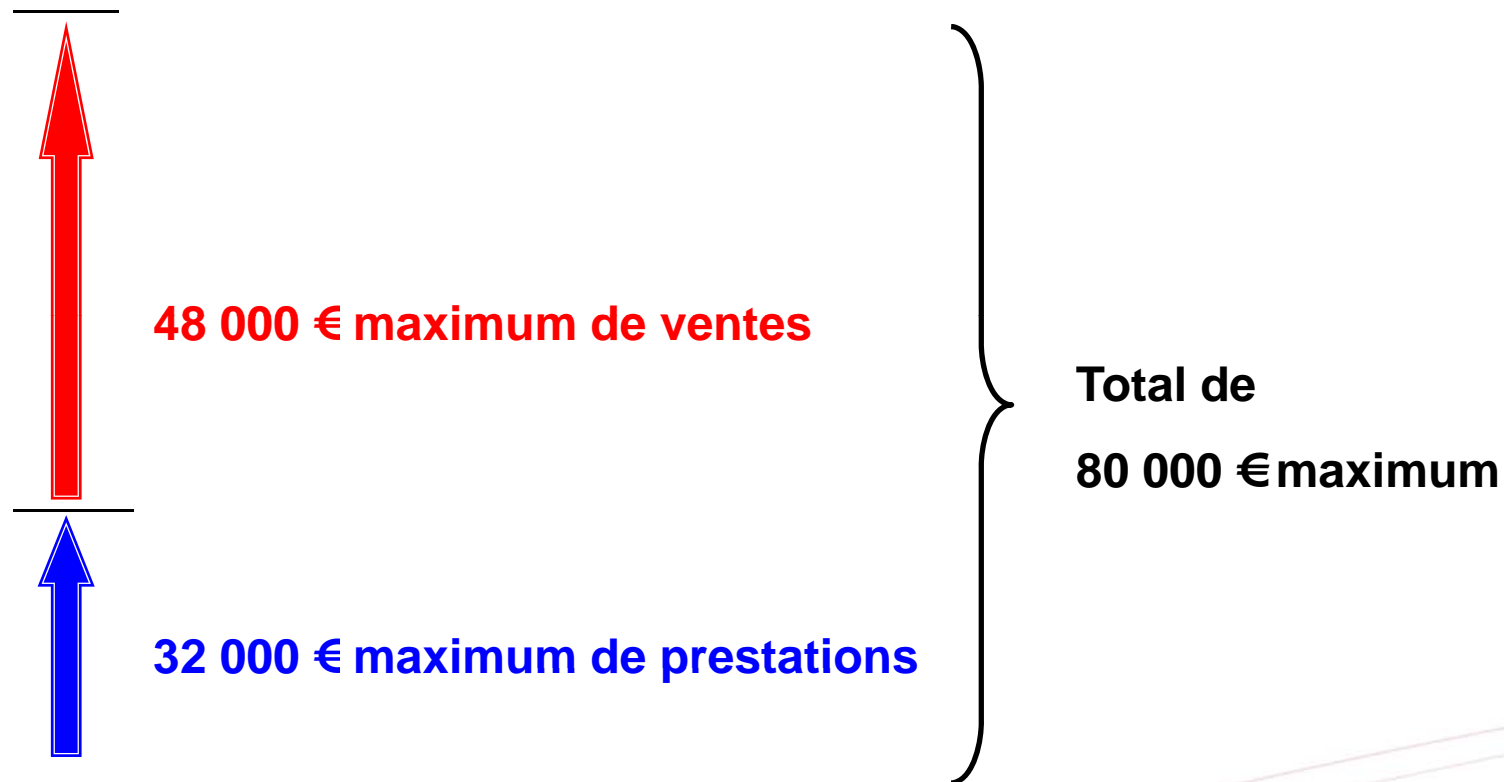 48 000 € maximum de ventes
Total de
80 000 € maximum
32 000 € maximum de prestations